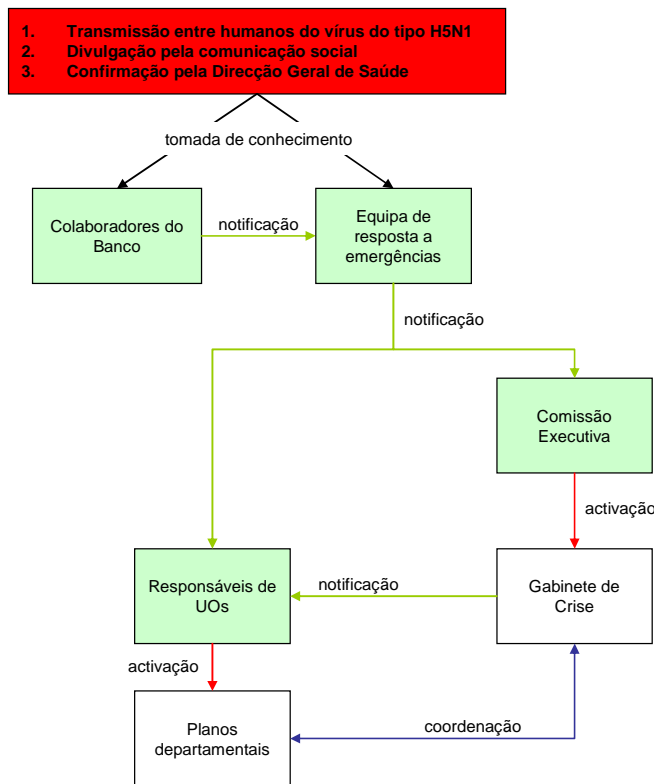 1. Transmissão entre humanos do vírus do tipo H5N1
2. Divulgação pela comunicação social
3. Confirmação pela Direcção Geral de Saúde
tomada de conhecimento
Colaboradores do
Banco
notificação
Equipa de
resposta a
emergências
notificação
Comissão
Executiva
activação
Responsáveis de
UOs
notificação
Gabinete de
Crise
activação
Planos
departamentais
coordenação